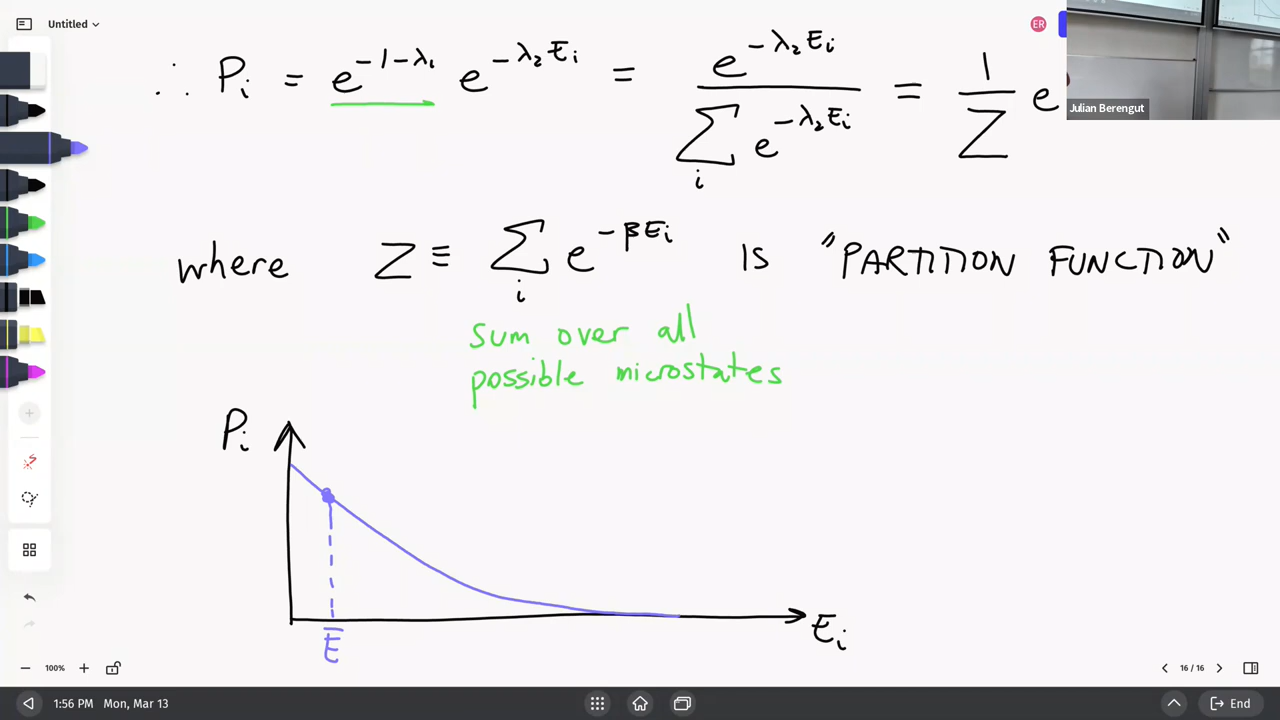 Untitled
ER
Julian Berengut
∴ Pᵢ = e^{-1-λ₁} e^{-λ₂Eᵢ} = e^{-λ₂Eᵢ} / Σᵢ e^{-λ₂Eᵢ} = 1/Z e
where Z ≡ Σᵢ e^{-βEᵢ} IS "PARTITION FUNCTION"
sum over all
possible microstates
Pᵢ
E̅
Eᵢ
100%
16 / 16
1:56 PM Mon, Mar 13
End